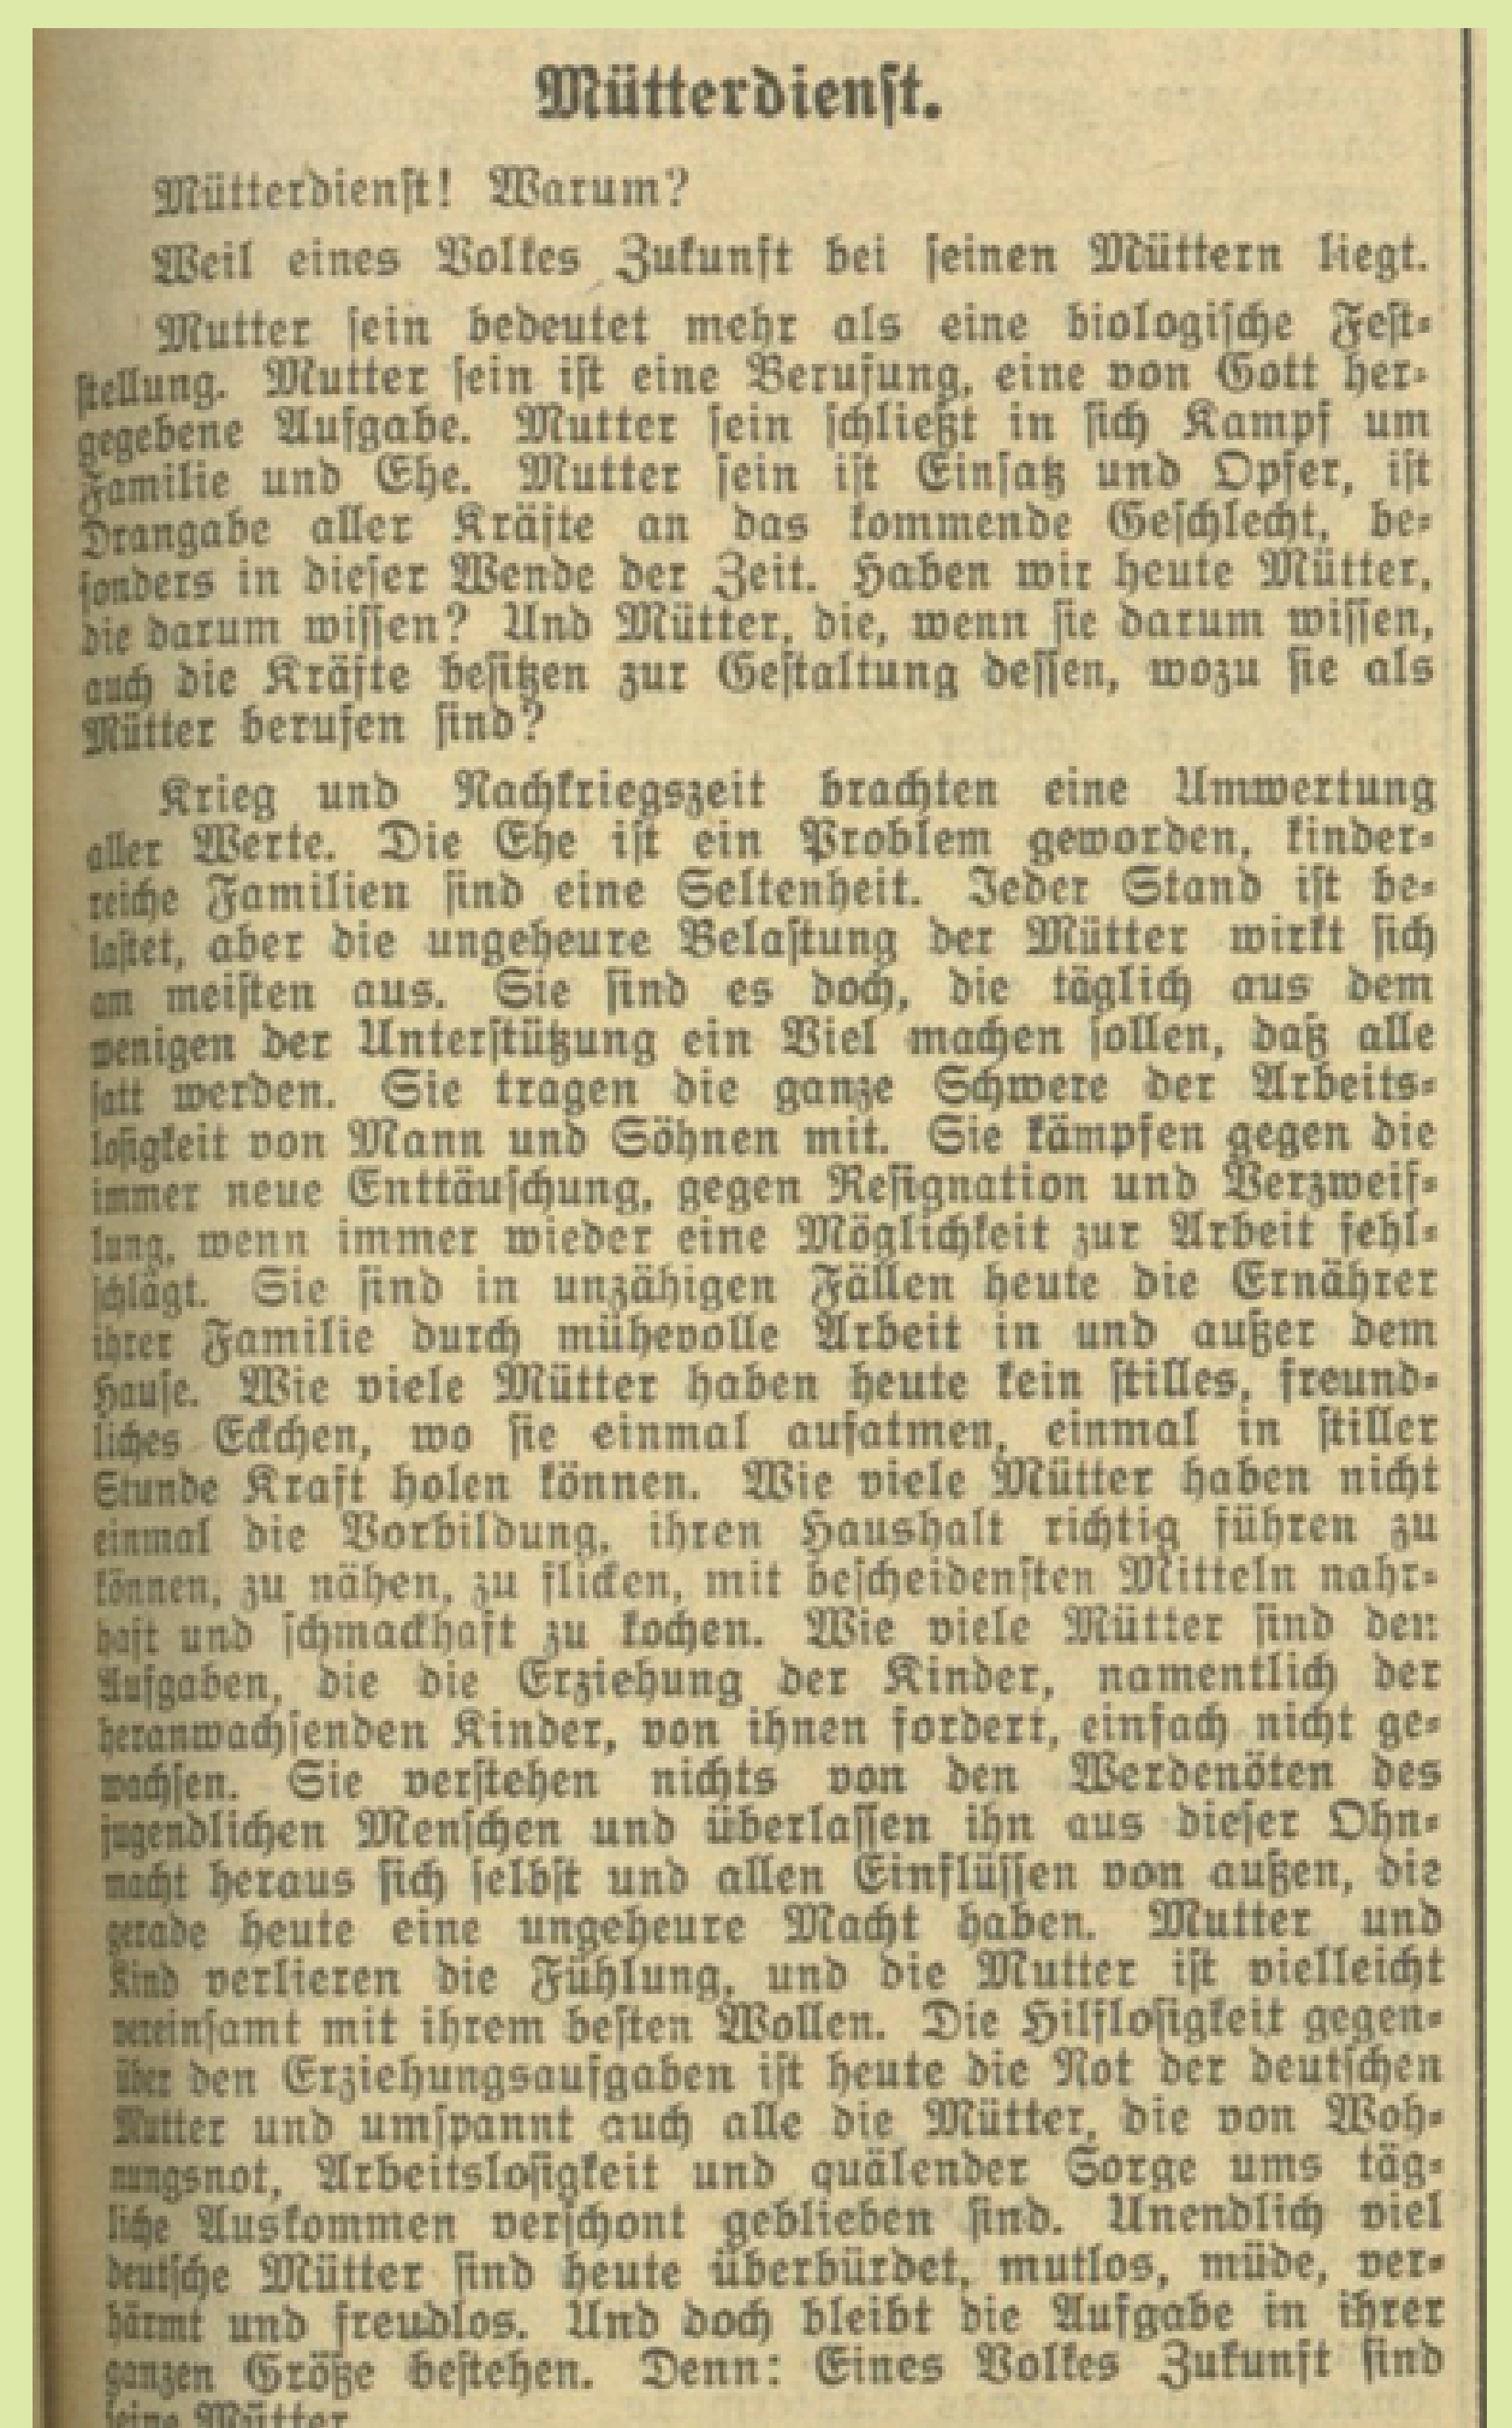 Mütterdienst.
Mütterdienst! Warum?
Weil eines Volkes Zukunft bei seinen Müttern liegt.
Mutter sein bedeutet mehr als eine biologische Fest-
stellung. Mutter sein ist eine Berufung, eine von Gott her-
gegebene Aufgabe. Mutter sein schließt in sich Kampf um
Familie und Ehe. Mutter sein ist Einsatz und Opfer, ist
Drangabe aller Kräfte an das kommende Geschlecht, be-
sonders in dieser Wende der Zeit. Haben wir heute Mütter,
die darum wissen? Und Mütter, die, wenn sie darum wissen,
auch die Kräfte besitzen zur Gestaltung dessen, wozu sie als
Mütter berufen sind?
Krieg und Nachkriegszeit brachten eine Umwertung
aller Werte. Die Ehe ist ein Problem geworden, kinder-
reiche Familien sind eine Seltenheit. Jeder Stand ist be-
lastet, aber die ungeheure Belastung der Mütter wirkt sich
am meisten aus. Sie sind es doch, die täglich aus dem
wenigen der Unterstützung ein Viel machen sollen, daß alle
satt werden. Sie tragen die ganze Schwere der Arbeits-
losigkeit von Mann und Söhnen mit. Sie kämpfen gegen die
immer neue Enttäuschung, gegen Resignation und Verzweif-
lung, wenn immer wieder eine Möglichkeit zur Arbeit fehl-
schlägt. Sie sind in unzähigen Fällen heute die Ernährer
ihrer Familie durch mühevolle Arbeit in und außer dem
Hause. Wie viele Mütter haben heute kein stilles, freund-
liches Eckchen, wo sie einmal aufatmen, einmal in stiller
Stunde Kraft holen können. Wie viele Mütter haben nicht
einmal die Vorbildung, ihren Haushalt richtig führen zu
können, zu nähen, zu flicken, mit bescheidensten Mitteln nahr-
haft und schmackhaft zu kochen. Wie viele Mütter sind den
Aufgaben, die die Erziehung der Kinder, namentlich der
heranwachsenden Kinder, von ihnen fordert, einfach nicht ge-
wachsen. Sie verstehen nichts von den Werdenöten des
jugendlichen Menschen und überlassen ihn aus dieser Ohn-
macht heraus sich selbst und allen Einflüssen von außen, die
gerade heute eine ungeheure Macht haben. Mutter und
Kind verlieren die Fühlung, und die Mutter ist vielleicht
vereinsamt mit ihrem besten Wollen. Die Hilflosigkeit gegen-
über den Erziehungsaufgaben ist heute die Not der deutschen
Mutter und umspannt auch alle die Mütter, die von Woh-
nungsnot, Arbeitslosigkeit und quälender Sorge ums täg-
liche Auskommen verschont geblieben sind. Unendlich viel
deutsche Mütter sind heute überbürdet, mutlos, müde, ver-
härmt und freudlos. Und doch bleibt die Aufgabe in ihrer
ganzen Größe bestehen. Denn: Eines Volkes Zukunft sind
seine Mütter